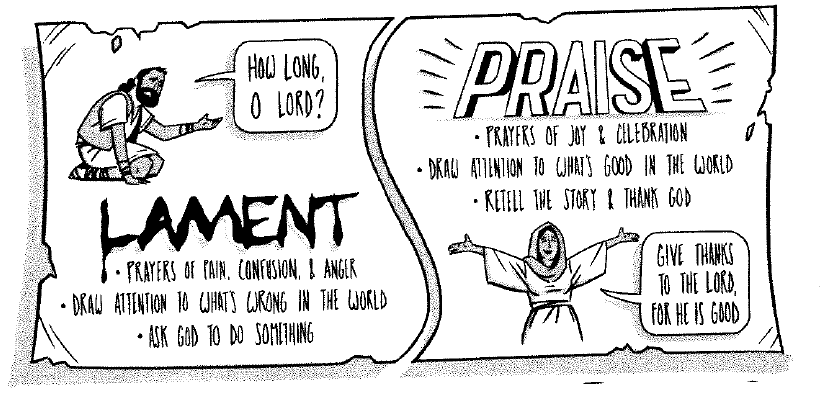 HOW LONG,
O LORD?
LAMENT
• PRAYERS OF PAIN, CONFUSION, & ANGER
• DRAW ATTENTION TO WHAT'S WRONG IN THE WORLD
• ASK GOD TO DO SOMETHING
PRAISE
• PRAYERS OF JOY & CELEBRATION
• DRAW ATTENTION TO WHAT'S GOOD IN THE WORLD
• RETELL THE STORY & THANK GOD
GIVE THANKS
TO THE LORD,
FOR HE IS GOOD